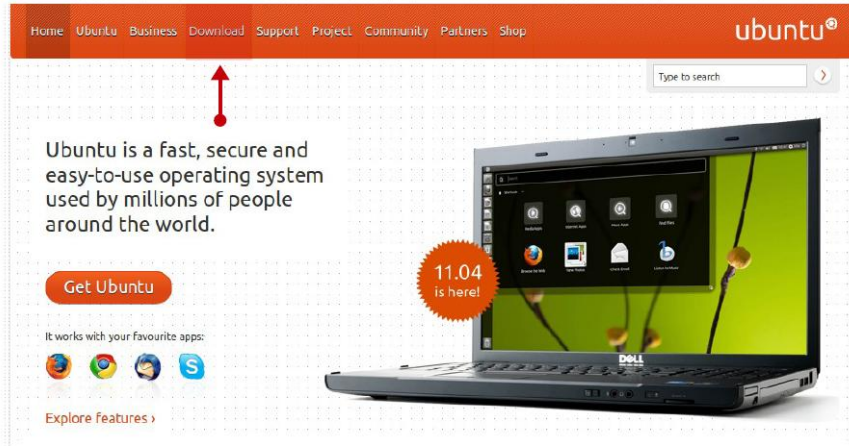 Home Ubuntu Business Download Support Project Community Partners Shop
ubuntu
Type to search
Ubuntu is a fast, secure and
easy-to-use operating system
used by millions of people
around the world.
11.04
is here!
Get Ubuntu
It works with your favourite apps:
Explore features ›
DELL